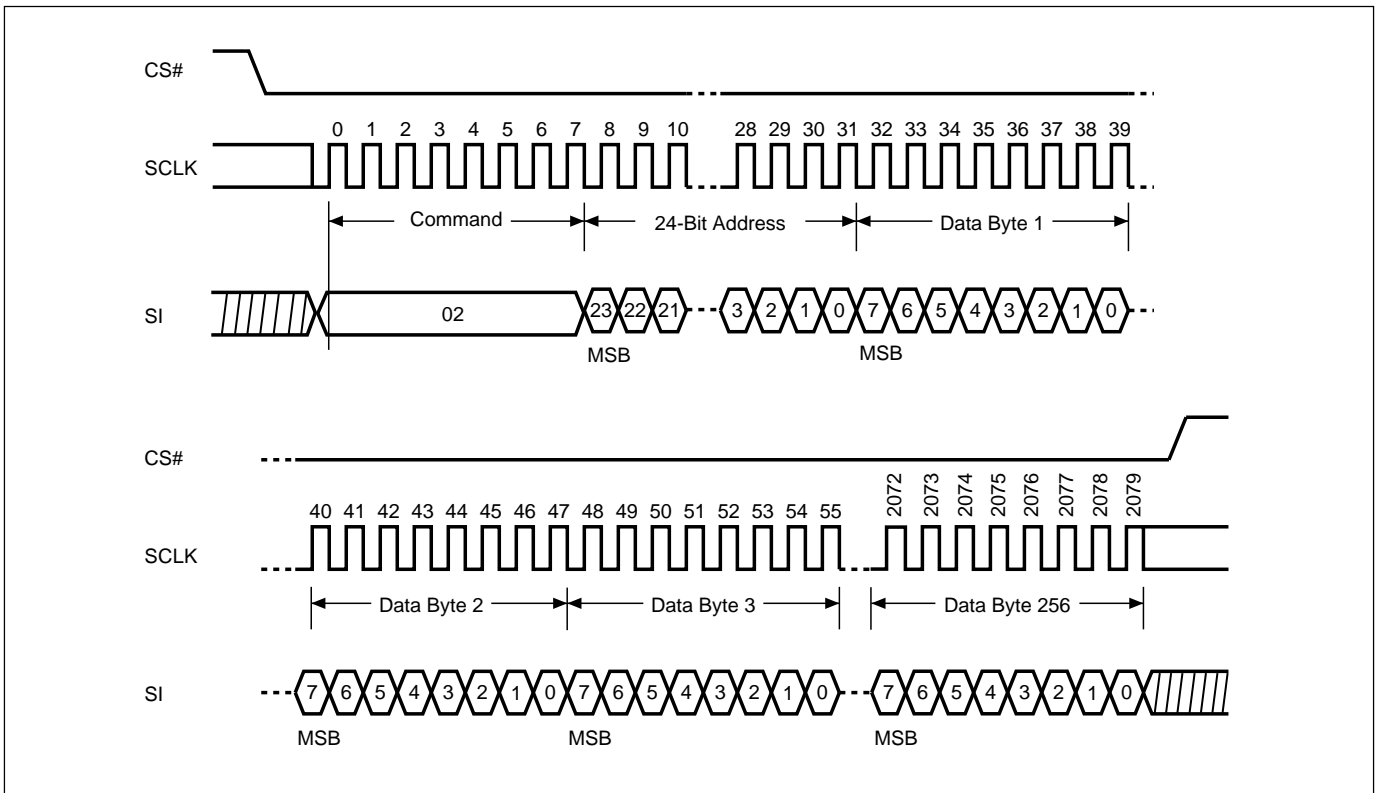 CS#
0 1 2 3 4 5 6 7 8 9 10 28 29 30 31 32 33 34 35 36 37 38 39
SCLK
Command 24-Bit Address Data Byte 1
SI 02 23 22 21 3 2 1 0 7 6 5 4 3 2 1 0
MSB MSB
CS#
40 41 42 43 44 45 46 47 48 49 50 51 52 53 54 55 2072 2073 2074 2075 2076 2077 2078 2079
SCLK
Data Byte 2 Data Byte 3 Data Byte 256
SI 7 6 5 4 3 2 1 0 7 6 5 4 3 2 1 0 7 6 5 4 3 2 1 0
MSB MSB MSB